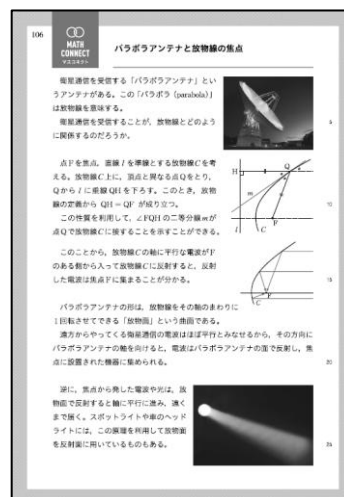 106
MATH
CONNECT
マスコネクト
パラボラアンテナと放物線の焦点
衛星通信を受信する「パラボラアンテナ」とい
うアンテナがある。この「パラボラ (parabola)」
は放物線を意味する。
衛星通信を受信することが，放物線とどのよう
に関係するのだろうか。
5
点Fを焦点，直線 l を準線とする放物線Cを考
える。放物線C上に，頂点と異なる点Qをとり，
Qから l に垂線QHを下ろす。このとき，放物
線の定義から QH = QF が成り立つ。
この性質を利用して，∠FQHの二等分線mが
点Qで放物線Cに接することを示すことができる。
H
Q
m
F
l
C
10
このことから，放物線Cの軸に平行な電波がF
のある側から入って放物線Cに反射すると，反射
した電波は焦点Fに集まることが分かる。
F
C
15
パラボラアンテナの形は，放物線をその軸のまわりに
1回転させてできる「放物面」という曲面である。
遠方からやってくる衛星通信の電波はほぼ平行とみなせるから，その方向に
パラボラアンテナの軸を向けると，電波はパラボラアンテナの面で反射し，焦
点に設置された機器に集められる。
20
逆に，焦点から発した電波や光は，放
物面で反射すると軸に平行に進み，遠く
まで届く。スポットライトや車のヘッド
ライトには，この原理を利用して放物面
を反射面に用いているものもある。
25